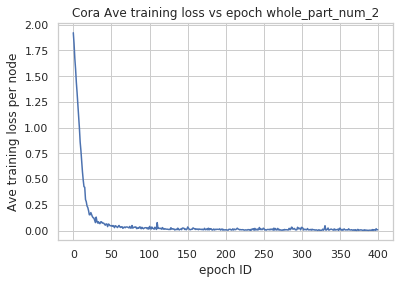 Cora Ave training loss vs epoch whole_part_num_2
Ave training loss per node
2.00
1.75
1.50
1.25
1.00
0.75
0.50
0.25
0.00
0 50 100 150 200 250 300 350 400
epoch ID